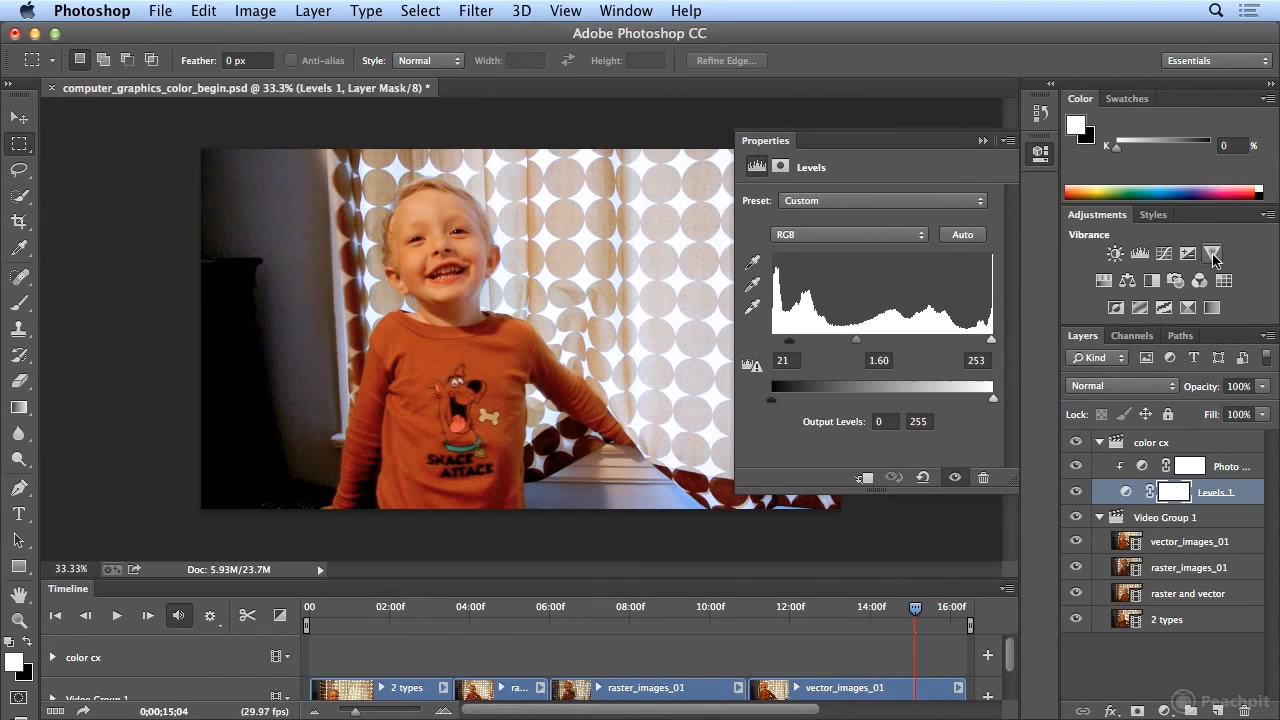 Photoshop File Edit Image Layer Type Select Filter 3D View Window Help
Adobe Photoshop CC
Feather: 0 px Anti-alias Style: Normal Width: Height: Refine Edge... Essentials
computer_graphics_color_begin.psd @ 33.3% (Levels 1, Layer Mask/8) *
Color Swatches
K 0 %
Properties
Levels
Preset: Custom
RGB Auto
21 1.60 253
Output Levels: 0 255
Adjustments Styles
Vibrance
Layers Channels Paths
Kind
Normal Opacity: 100%
Lock: Fill: 100%
color cx
Photo ...
Levels 1
Video Group 1
vector_images_01
raster_images_01
raster and vector
2 types
SNACK
ATTACK
33.33% Doc: 5.93M/23.7M
Timeline
00 02:00f 04:00f 06:00f 08:00f 10:00f 12:00f 14:00f 16:00f
color cx
Video Group 1
2 types ra... raster_images_01 vector_images_01
0;00;15;04 (29.97 fps)
Peachpit